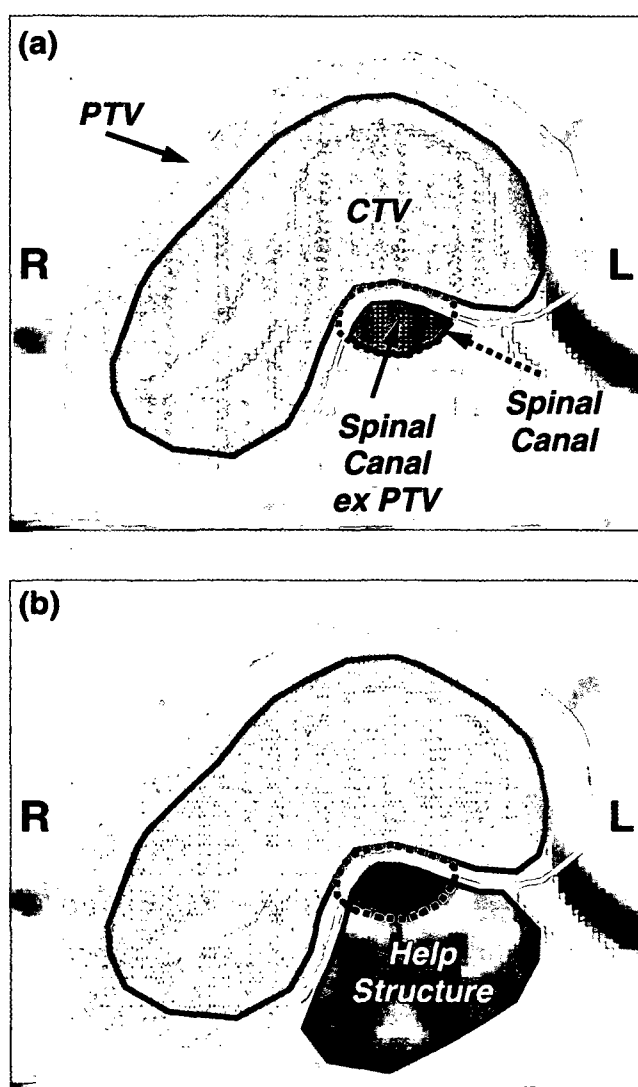 (a)
PTV
CTV
R
L
Spinal
Canal
ex PTV
Spinal
Canal
(b)
R
L
Help
Structure